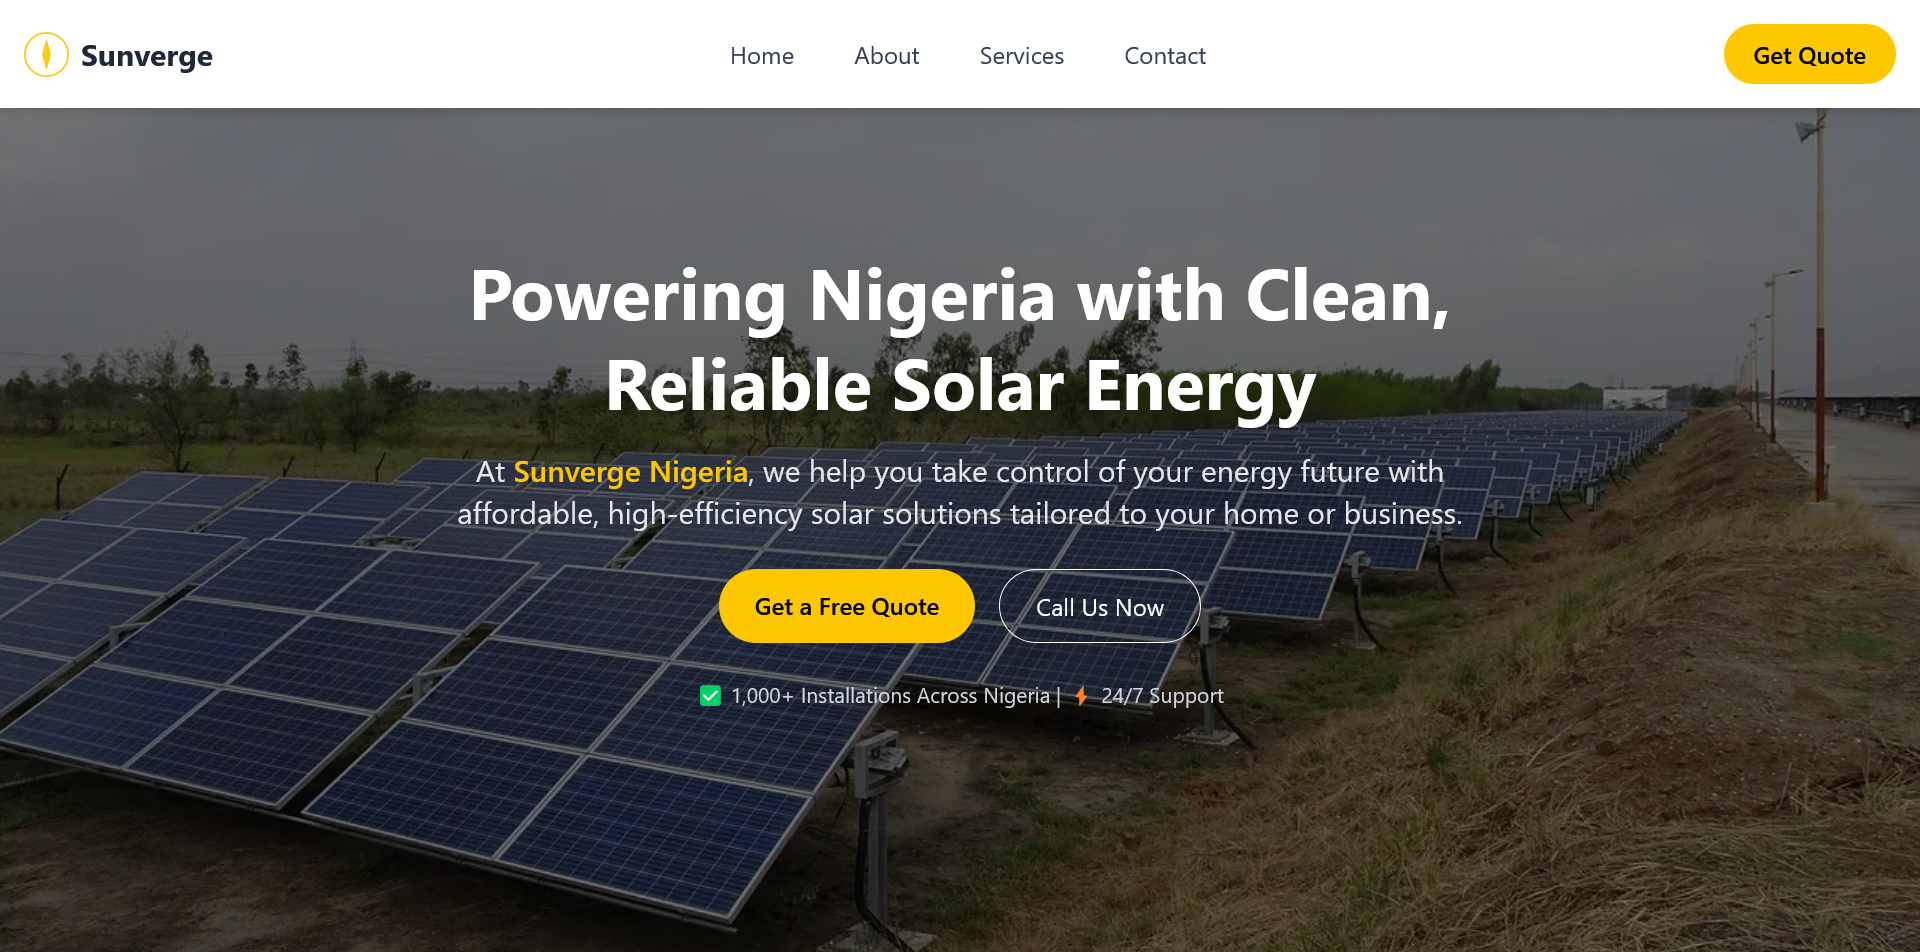 Sunverge
Home
About
Services
Contact
Get Quote
Powering Nigeria with Clean,
Reliable Solar Energy
At Sunverge Nigeria, we help you take control of your energy future with
affordable, high-efficiency solar solutions tailored to your home or business.
Get a Free Quote
Call Us Now
✅ 1,000+ Installations Across Nigeria | ⚡ 24/7 Support